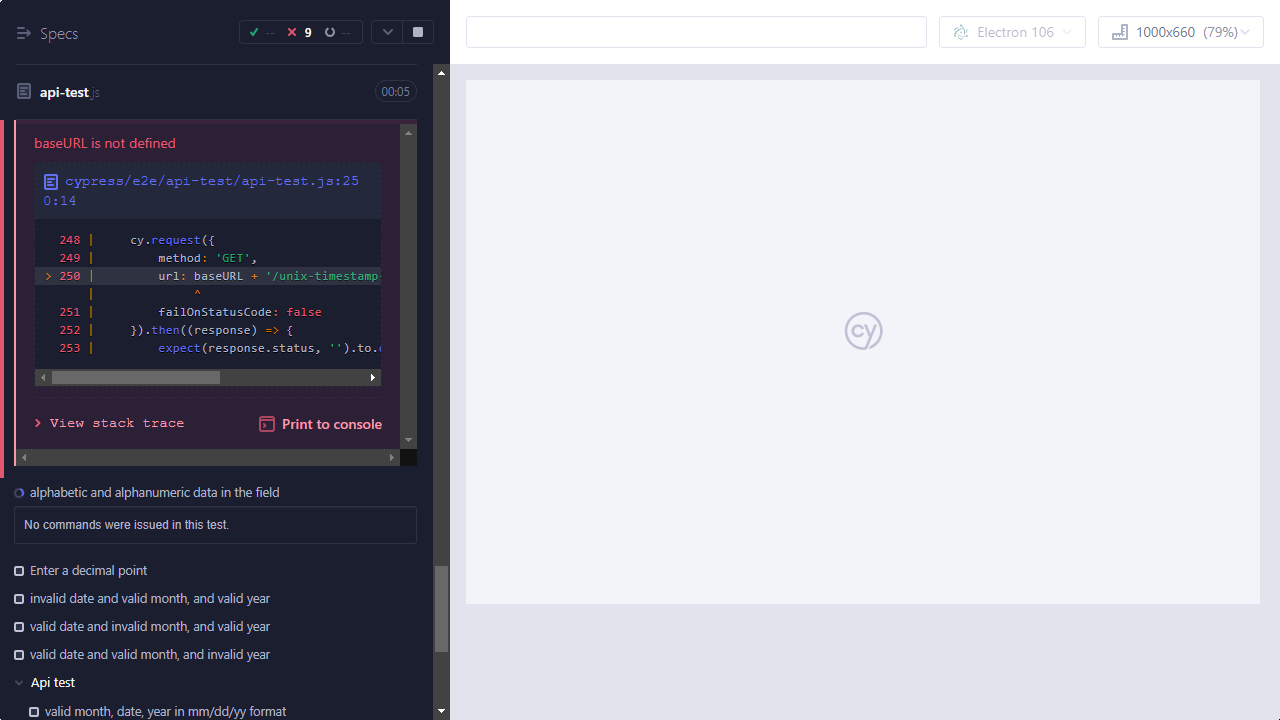 Specs
-- 9 --
Electron 106
1000x660 (79%)
api-test.js
00:05
baseURL is not defined
cypress/e2e/api-test/api-test.js:25
0:14
248 | cy.request({
249 | method: 'GET',
> 250 | url: baseURL + '/unix-timestamp-
| ^
251 | failOnStatusCode: false
252 | }).then((response) => {
253 | expect(response.status, '').to.
View stack trace
Print to console
alphabetic and alphanumeric data in the field
No commands were issued in this test.
Enter a decimal point
invalid date and valid month, and valid year
valid date and invalid month, and valid year
valid date and valid month, and invalid year
Api test
valid month, date, year in mm/dd/yy format
cy